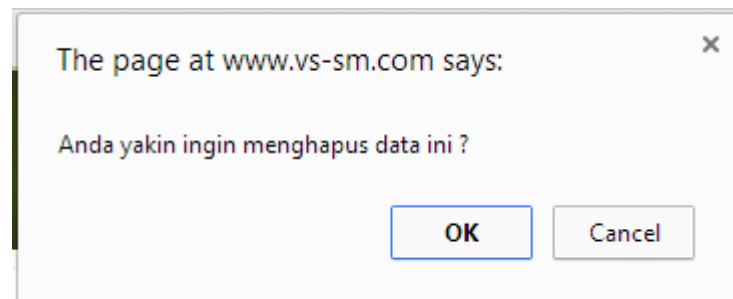 The page at www.vs-sm.com says:
Anda yakin ingin menghapus data ini ?
OK Cancel